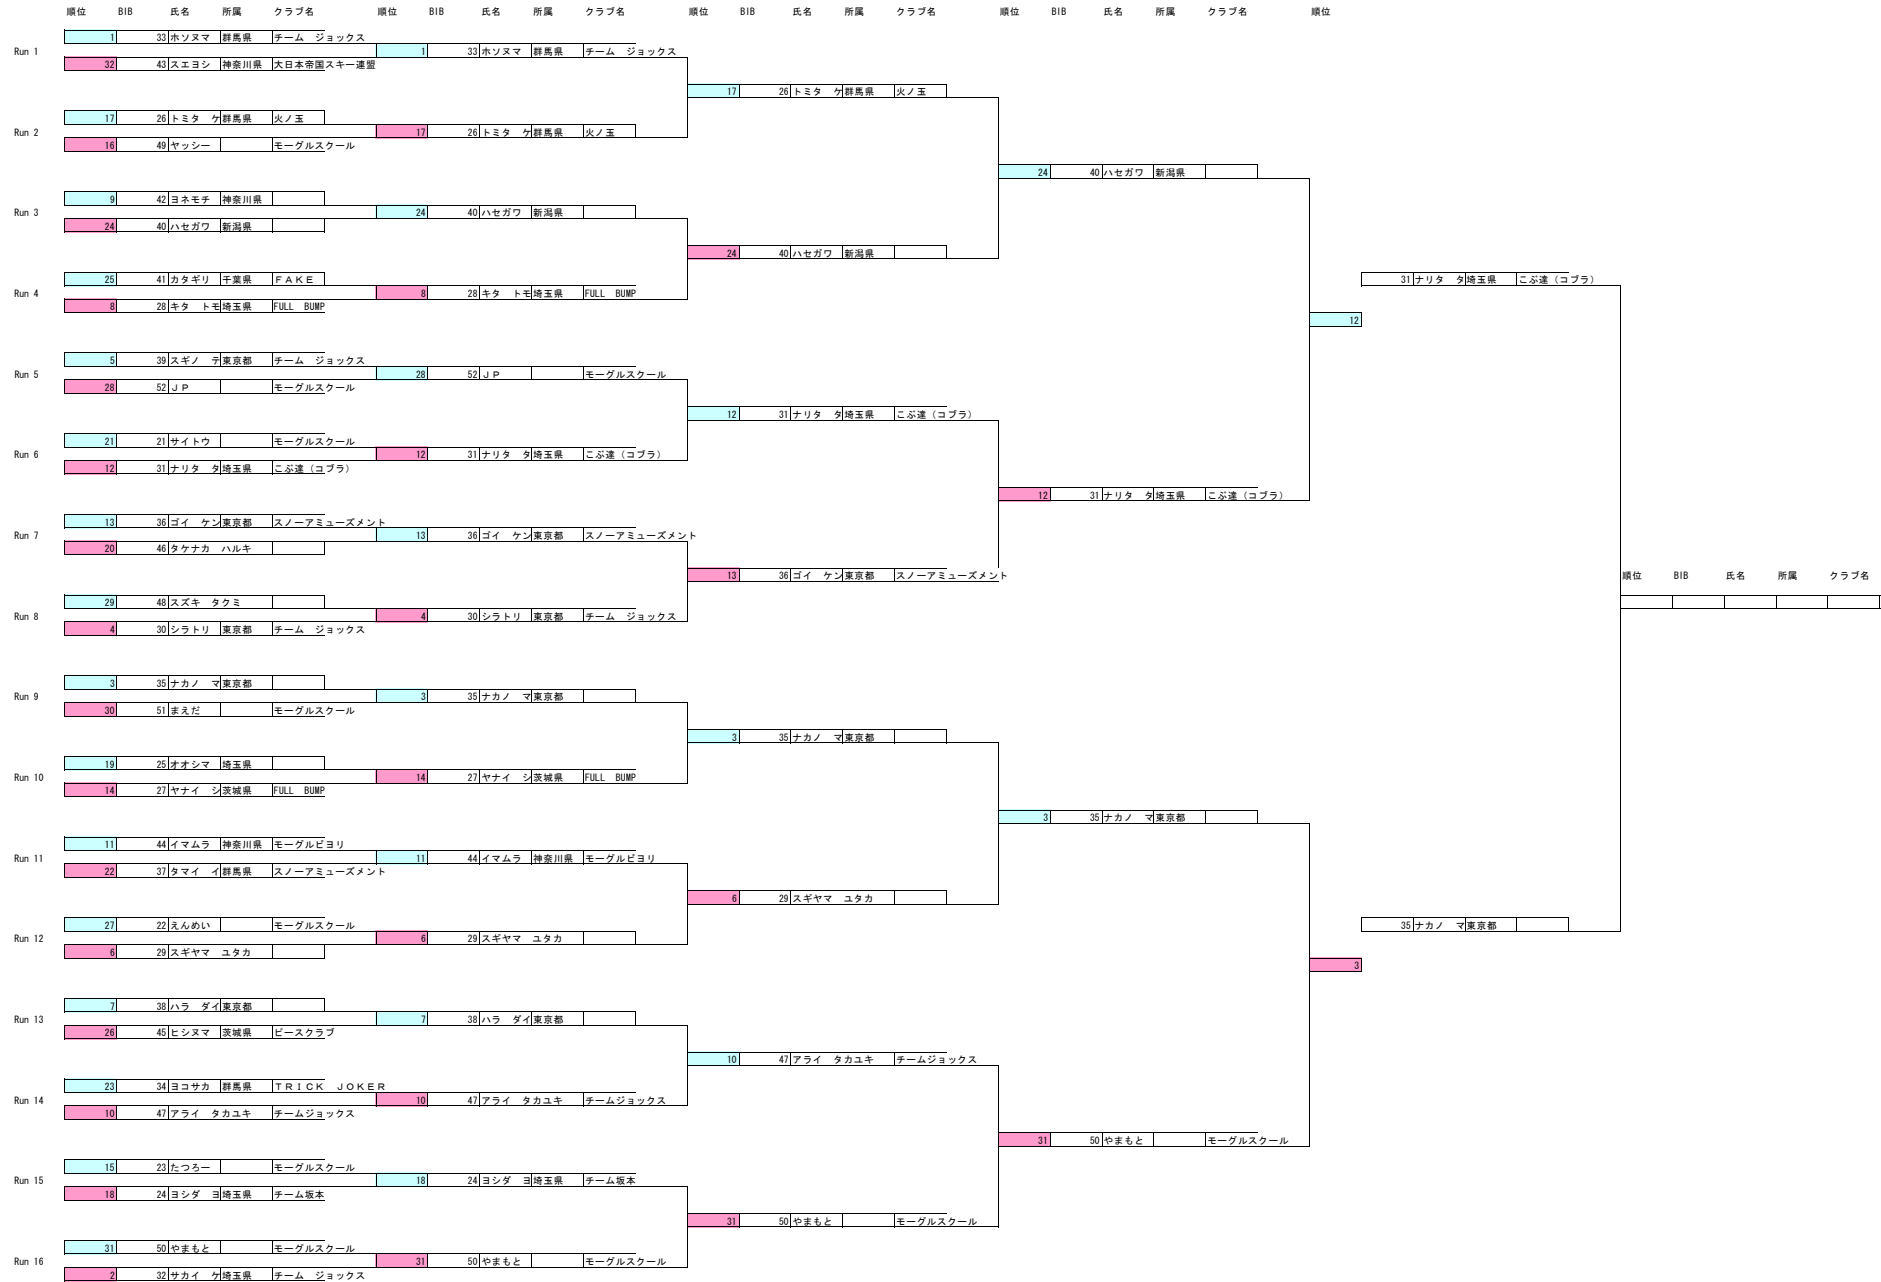 順位 BIB 氏名 所属 クラブ名 順位 BIB 氏名 所属 クラブ名 順位 BIB 氏名 所属 クラブ名 順位 BIB 氏名 所属 クラブ名 順位
1 33 ホソヌマ 群馬県 チーム ジョックス
Run 1 1 33 ホソヌマ 群馬県 チーム ジョックス
32 43 スエヨシ 神奈川県 大日本帝国スキー連盟
17 26 トミタ ケ 群馬県 火ノ玉
17 26 トミタ ケ 群馬県 火ノ玉
Run 2 17 26 トミタ ケ 群馬県 火ノ玉
16 49 ヤッシー モーグルスクール
24 40 ハセガワ 新潟県
9 42 ヨネモチ 神奈川県
Run 3 24 40 ハセガワ 新潟県
24 40 ハセガワ 新潟県
24 40 ハセガワ 新潟県
25 41 カタギリ 千葉県 ＦＡＫＥ 31 ナリタ タ 埼玉県 こぶ達（コブラ）
Run 4 8 28 キタ トモ 埼玉県 FULL BUMP
8 28 キタ トモ 埼玉県 FULL BUMP
12
5 39 スギノ テ 東京都 チーム ジョックス
Run 5 28 52 ＪＰ モーグルスクール
28 52 ＪＰ モーグルスクール
12 31 ナリタ タ 埼玉県 こぶ達（コブラ）
21 21 サイトウ モーグルスクール
Run 6 12 31 ナリタ タ 埼玉県 こぶ達（コブラ）
12 31 ナリタ タ 埼玉県 こぶ達（コブラ）
12 31 ナリタ タ 埼玉県 こぶ達（コブラ）
13 36 ゴイ ケン 東京都 スノーアミューズメント
Run 7 13 36 ゴイ ケン 東京都 スノーアミューズメント
20 46 タケナカ ハルキ
13 36 ゴイ ケン 東京都 スノーアミューズメント
順位 BIB 氏名 所属 クラブ名
29 48 スズキ タクミ
Run 8 4 30 シラトリ 東京都 チーム ジョックス
4 30 シラトリ 東京都 チーム ジョックス
3 35 ナカノ マ 東京都
Run 9 3 35 ナカノ マ 東京都
30 51 まえだ モーグルスクール
3 35 ナカノ マ 東京都
19 25 オオシマ 埼玉県
Run 10 14 27 ヤナイ シ 茨城県 FULL BUMP
14 27 ヤナイ シ 茨城県 FULL BUMP
3 35 ナカノ マ 東京都
11 44 イマムラ 神奈川県 モーグルビヨリ
Run 11 11 44 イマムラ 神奈川県 モーグルビヨリ
22 37 タマイ イ 群馬県 スノーアミューズメント
6 29 スギヤマ ユタカ
27 22 えんめい モーグルスクール 35 ナカノ マ 東京都
Run 12 6 29 スギヤマ ユタカ
6 29 スギヤマ ユタカ
3
7 38 ハラ ダイ 東京都
Run 13 7 38 ハラ ダイ 東京都
26 45 ヒシヌマ 茨城県 ピースクラブ
10 47 アライ タカユキ チームジョックス
23 34 ヨコサカ 群馬県 ＴＲＩＣＫ ＪＯＫＥＲ
Run 14 10 47 アライ タカユキ チームジョックス
10 47 アライ タカユキ チームジョックス
31 50 やまもと モーグルスクール
15 23 たつろー モーグルスクール
Run 15 18 24 ヨシダ ヨ 埼玉県 チーム坂本
18 24 ヨシダ ヨ 埼玉県 チーム坂本
31 50 やまもと モーグルスクール
31 50 やまもと モーグルスクール
Run 16 31 50 やまもと モーグルスクール
2 32 サカイ ケ 埼玉県 チーム ジョックス